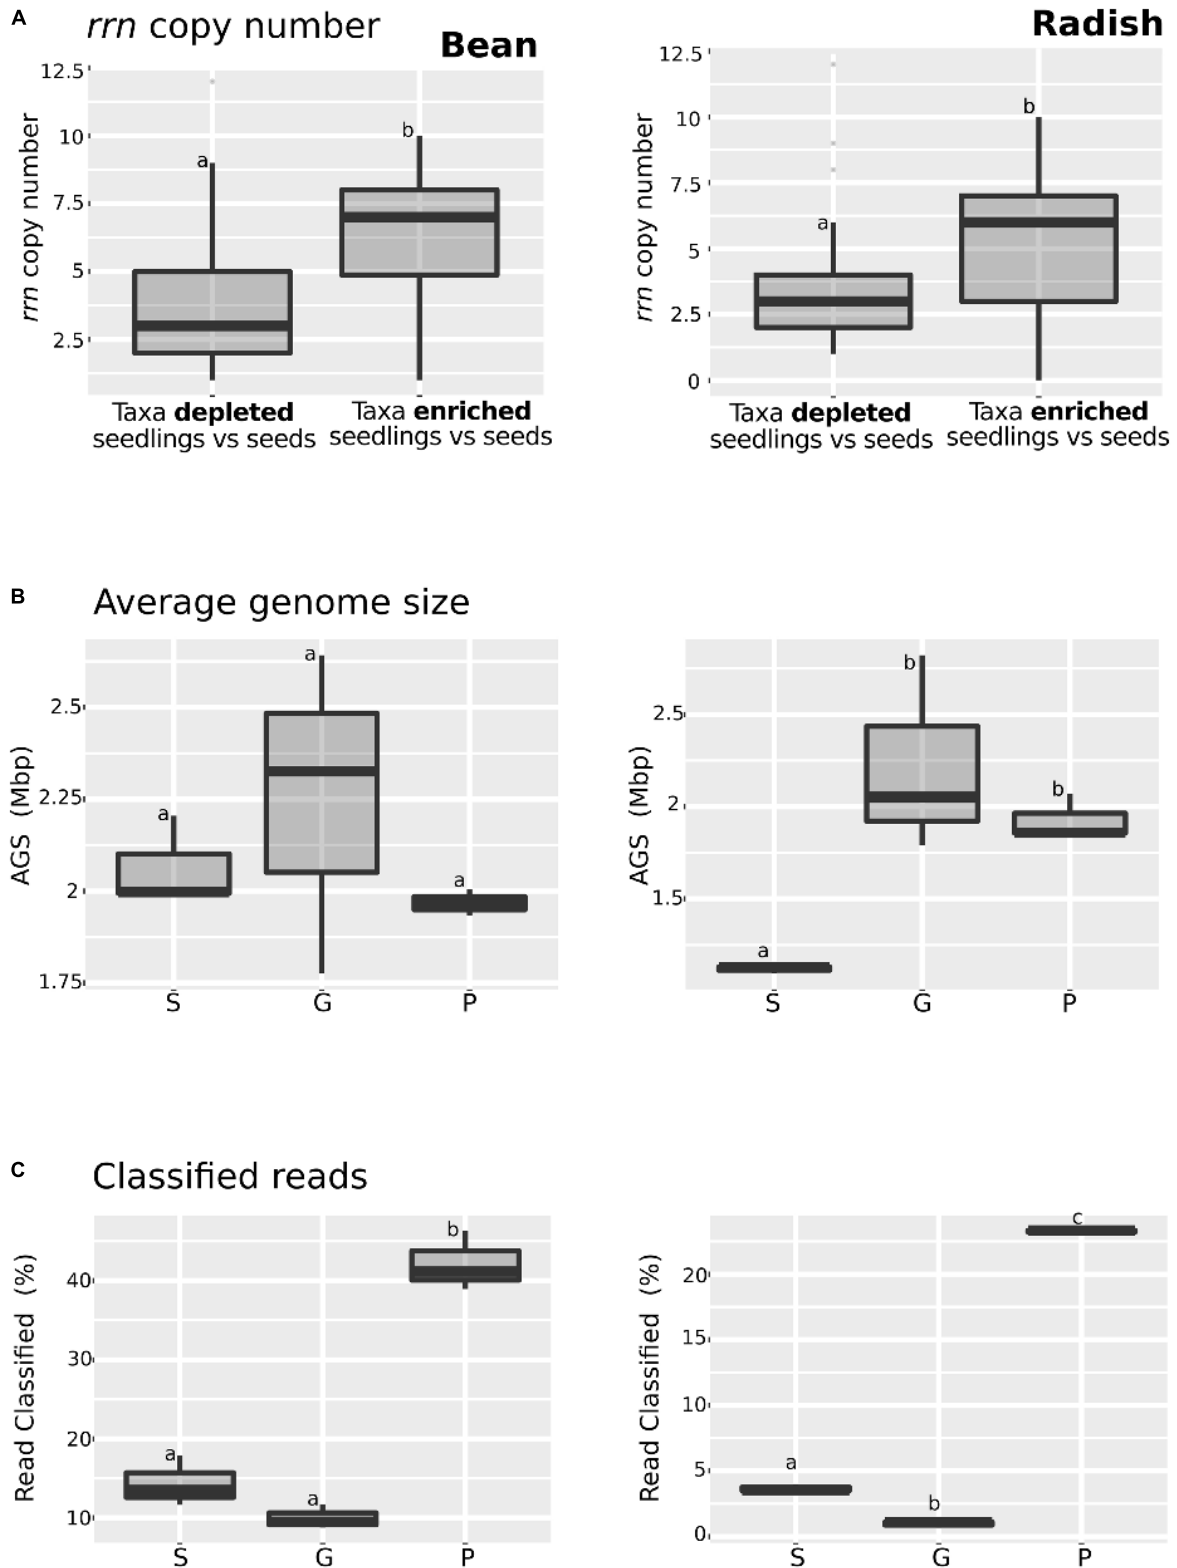 A
rrn copy number
Bean
Radish
rrn copy number
12.5
10
7.5
5
2.5
a
b
Taxa depleted
seedlings vs seeds
Taxa enriched
seedlings vs seeds
rrn copy number
12.5
10
7.5
5
2.5
0
a
b
Taxa depleted
seedlings vs seeds
Taxa enriched
seedlings vs seeds
B
Average genome size
AGS (Mbp)
2.5
2.25
2
1.75
a
a
a
S G P
AGS (Mbp)
2.5
2
1.5
a
b
b
S G P
C
Classified reads
Read Classified (%)
40
30
20
10
a
a
b
S G P
Read Classified (%)
20
15
10
5
0
a
b
c
S G P